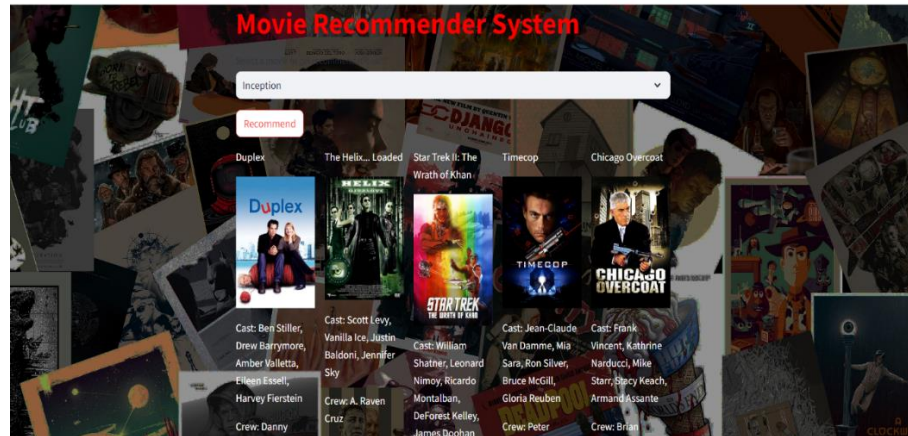 Movie Recommender System
Inception
Recommend
Duplex
The Helix... Loaded
Star Trek II: The
Wrath of Khan
Timecop
Chicago Overcoat
Duplex
HELIX
TIMECOP
CHICAGO
OVERCOAT
STAR TREK
THE WRATH OF KHAN
Cast: Ben Stiller,
Drew Barrymore,
Amber Valletta,
Eileen Essell,
Harvey Fierstein
Crew: Danny
Cast: Scott Levy,
Vanilla Ice, Justin
Baldoni, Jennifer
Sky
Crew: A. Raven
Cruz
Cast: William
Shatner, Leonard
Nimoy, Ricardo
Montalban,
DeForest Kelley,
James Doohan
Cast: Jean-Claude
Van Damme, Mia
Sara, Ron Silver,
Bruce McGill,
Gloria Reuben
Crew: Peter
Cast: Frank
Vincent, Kathrine
Narducci, Mike
Starr, Stacy Keach,
Armand Assante
Crew: Brian
DJANGO
UNCHAINED
DEADPOOL